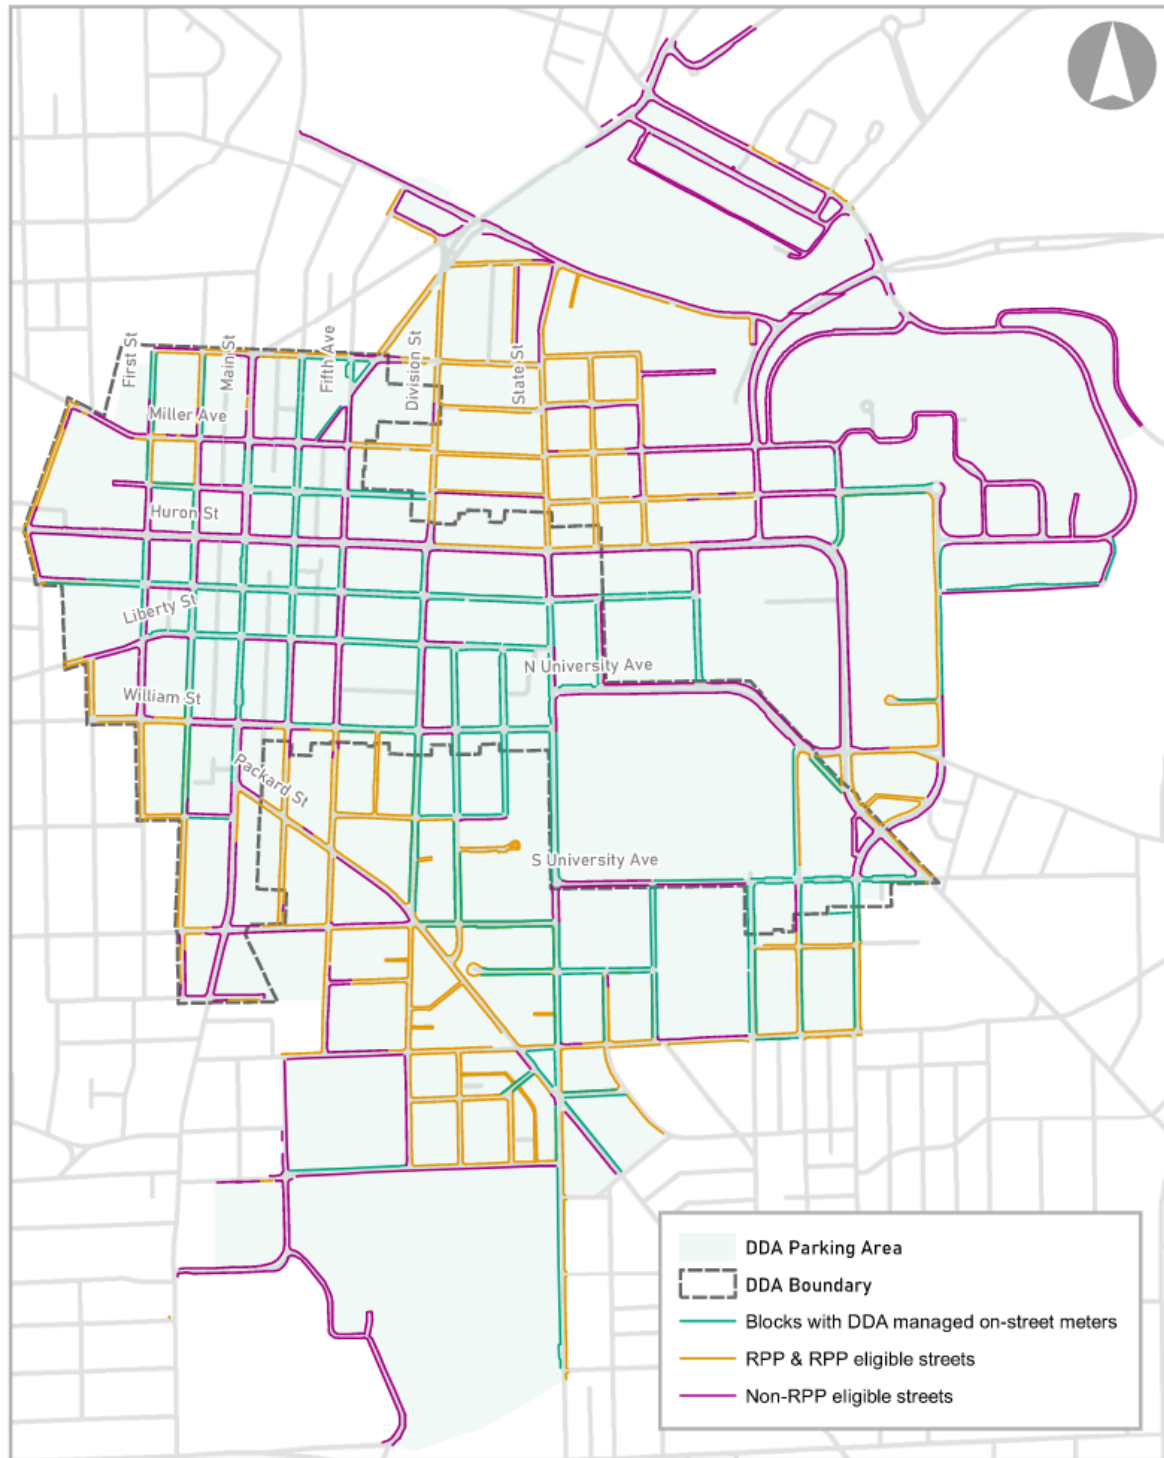 First St
Main St
Fifth Ave
Division St
State St
Miller Ave
Huron St
Liberty St
N University Ave
William St
Packard St
S University Ave
DDA Parking Area
DDA Boundary
Blocks with DDA managed on-street meters
RPP & RPP eligible streets
Non-RPP eligible streets